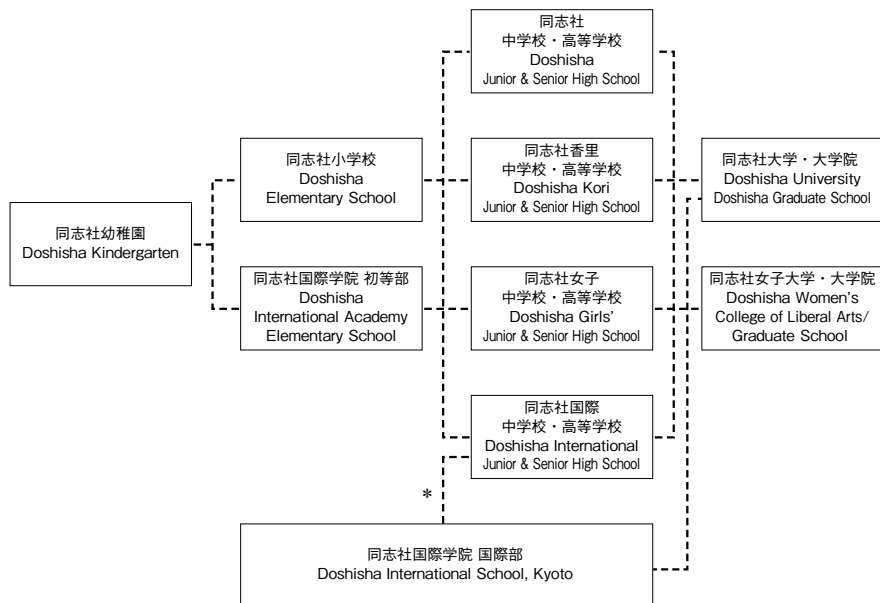 同志社
中学校・高等学校
Doshisha
Junior & Senior High School
同志社小学校
Doshisha
Elementary School
同志社香里
中学校・高等学校
Doshisha Kori
Junior & Senior High School
同志社大学・大学院
Doshisha University
Doshisha Graduate School
同志社幼稚園
Doshisha Kindergarten
同志社国際学院 初等部
Doshisha
International Academy
Elementary School
同志社女子
中学校・高等学校
Doshisha Girls’
Junior & Senior High School
同志社女子大学・大学院
Doshisha Women’s
College of Liberal Arts/
Graduate School
同志社国際
中学校・高等学校
Doshisha International
Junior & Senior High School
*
同志社国際学院 国際部
Doshisha International School, Kyoto